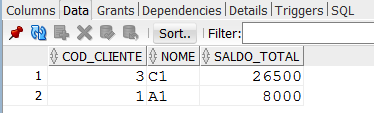 Columns Data Grants Dependencies Details Triggers SQL
Sort.. Filter:
COD_CLIENTE NOME SALDO_TOTAL
1 3 C1 26500
2 1 A1 8000